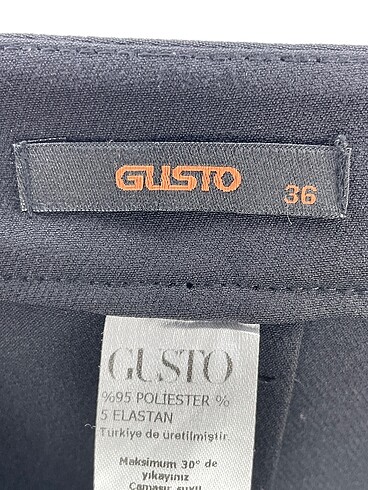 GUSTO 36
GUSTO
%95 POLİESTER %
5 ELASTAN
Türkiye de üretilmiştir.
Maksimum 30° de
yıkayınız